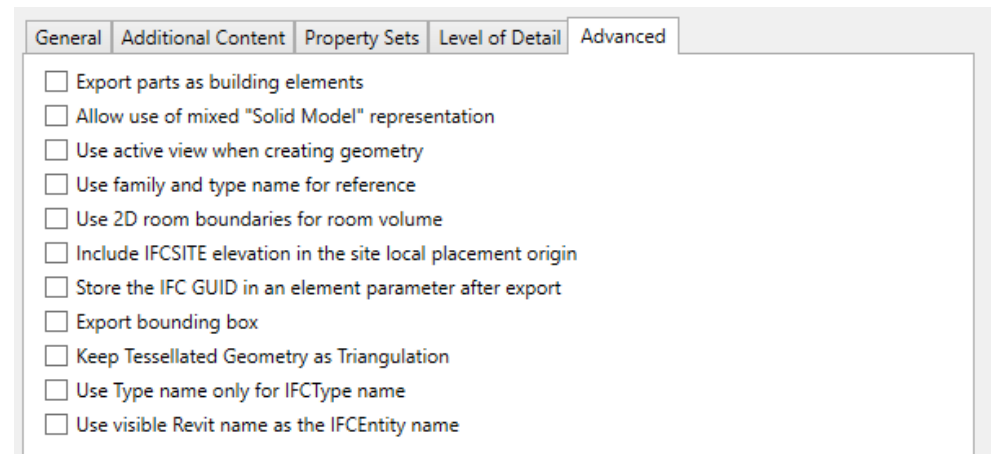 General Additional Content Property Sets Level of Detail Advanced
Export parts as building elements
Allow use of mixed "Solid Model" representation
Use active view when creating geometry
Use family and type name for reference
Use 2D room boundaries for room volume
Include IFCSITE elevation in the site local placement origin
Store the IFC GUID in an element parameter after export
Export bounding box
Keep Tessellated Geometry as Triangulation
Use Type name only for IFCType name
Use visible Revit name as the IFCEntity name